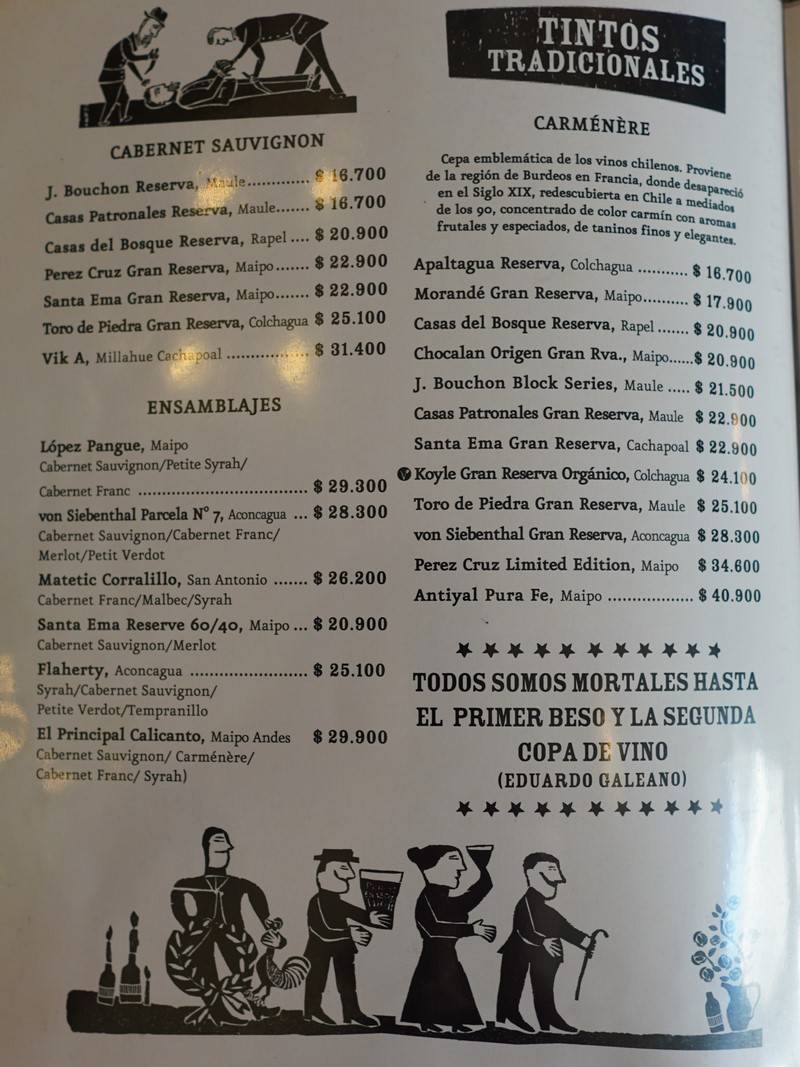 CABERNET SAUVIGNON
J. Bouchon Reserva, Maule............. $ 16.700
Casas Patronales Reserva, Maule....... $ 16.700
Casas del Bosque Reserva, Rapel .... $ 20.900
Perez Cruz Gran Reserva, Maipo....... $ 22.900
Santa Ema Gran Reserva, Maipo....... $ 22.900
Toro de Piedra Gran Reserva, Colchagua $ 25.100
Vik A, Millahue Cachapoal ................. $ 31.400
ENSAMBLAJES
López Pangue, Maipo
Cabernet Sauvignon/Petite Syrah/
Cabernet Franc .................................. $ 29.300
von Siebenthal Parcela N° 7, Aconcagua ... $ 28.300
Cabernet Sauvignon/Cabernet Franc/
Merlot/Petit Verdot
Matetic Corralillo, San Antonio ....... $ 26.200
Cabernet Franc/Malbec/Syrah
Santa Ema Reserve 60/40, Maipo ... $ 20.900
Cabernet Sauvignon/Merlot
Flaherty, Aconcagua ........................ $ 25.100
Syrah/Cabernet Sauvignon/
Petite Verdot/Tempranillo
El Principal Calicanto, Maipo Andes $ 29.900
Cabernet Sauvignon/ Carménère/
Cabernet Franc/ Syrah)
TINTOS
TRADICIONALES
CARMÉNÈRE
Cepa emblemática de los vinos chilenos. Proviene
de la región de Burdeos en Francia, donde desapareció
en el Siglo XIX, redescubierta en Chile a mediados
de los 90, concentrado de color carmín con aromas
frutales y especiados, de taninos finos y elegantes.
Apaltagua Reserva, Colchagua ........... $ 16.700
Morandé Gran Reserva, Maipo.......... $ 17.900
Casas del Bosque Reserva, Rapel ....... $ 20.900
Chocalan Origen Gran Rva., Maipo......$ 20.900
J. Bouchon Block Series, Maule ..... $ 21.500
Casas Patronales Gran Reserva, Maule $ 22.900
Santa Ema Gran Reserva, Cachapoal $ 22.900
Koyle Gran Reserva Orgánico, Colchagua $ 24.100
Toro de Piedra Gran Reserva, Maule $ 25.100
von Siebenthal Gran Reserva, Aconcagua $ 28.300
Perez Cruz Limited Edition, Maipo $ 34.600
Antiyal Pura Fe, Maipo .................. $ 40.900
TODOS SOMOS MORTALES HASTA
EL PRIMER BESO Y LA SEGUNDA
COPA DE VINO
(EDUARDO GALEANO)